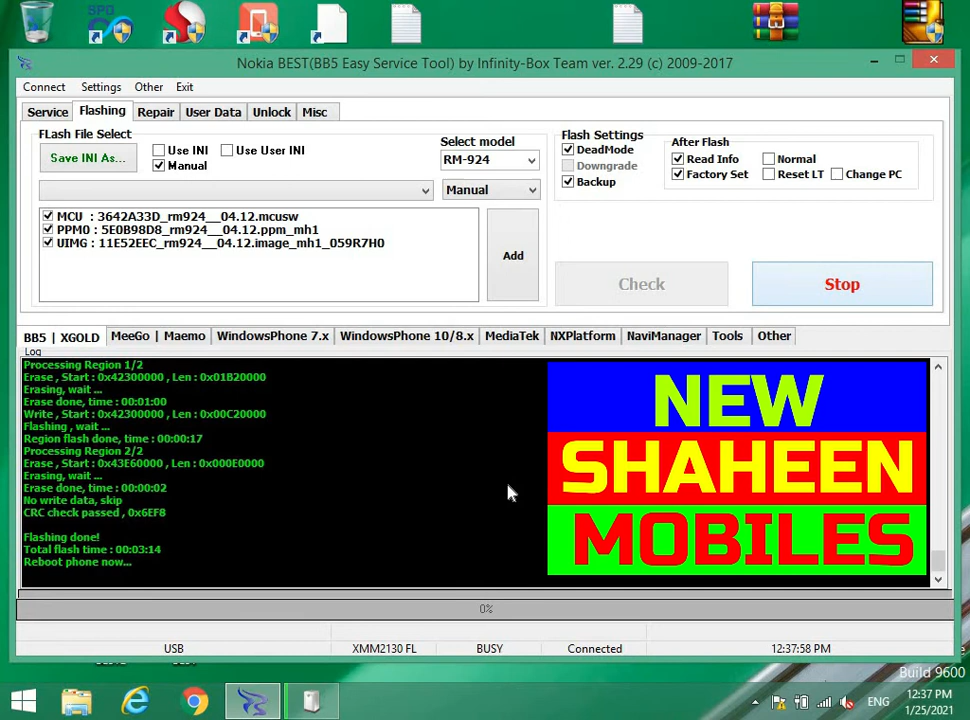 SPD
Nokia BEST(BB5 Easy Service Tool) by Infinity-Box Team ver. 2.29 (c) 2009-2017
Connect Settings Other Exit
Service Flashing Repair User Data Unlock Misc
FLash File Select
Save INI As...
Use INI
Use User INI
Manual
Select model
RM-924
Manual
Flash Settings
DeadMode
Downgrade
Backup
After Flash
Read Info
Normal
Factory Set
Reset LT
Change PC
MCU : 3642A33D_rm924__04.12.mcusw
PPM0 : 5E0B98D8_rm924__04.12.ppm_mh1
UIMG : 11E52EEC_rm924__04.12.image_mh1_059R7H0
Add
Check
Stop
BB5 | XGOLD MeeGo | Maemo WindowsPhone 7.x WindowsPhone 10/8.x MediaTek NXPlatform NaviManager Tools Other
Log
Processing Region 1/2
Erase , Start : 0x42300000 , Len : 0x01B20000
Erasing, wait ...
Erase done, time : 00:01:00
Write , Start : 0x42300000 , Len : 0x00C20000
Flashing , wait ...
Region flash done, time : 00:00:17
Processing Region 2/2
Erase , Start : 0x43E60000 , Len : 0x000E0000
Erasing, wait ...
Erase done, time : 00:00:02
No write data, skip
CRC check passed , 0x6EF8
Flashing done!
Total flash time : 00:03:14
Reboot phone now...
NEW
SHAHEEN
MOBILES
0%
USB XMM2130 FL BUSY Connected 12:37:58 PM
Build 9600
ENG
12:37 PM
1/25/2021